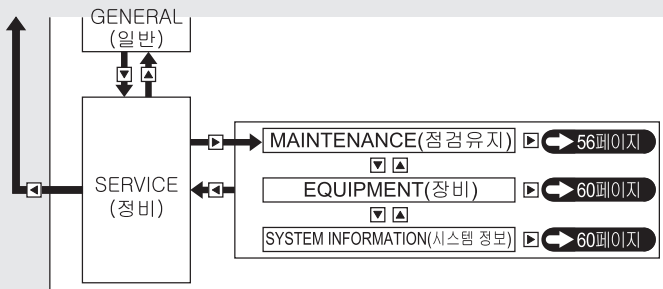 GENERAL
(일반)
SERVICE
(정비)
MAINTENANCE(점검유지) 56페이지
EQUIPMENT(장비) 60페이지
SYSTEM INFORMATION(시스템 정보) 60페이지